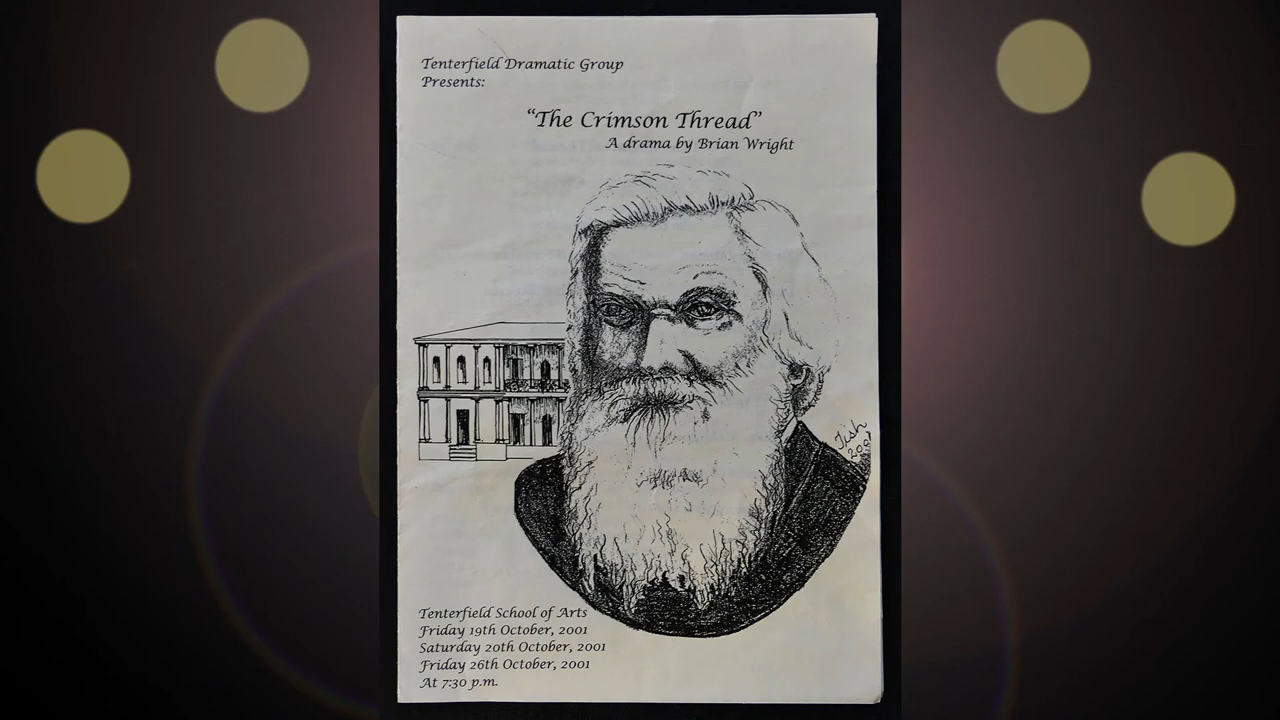 Tenterfield Dramatic Group
Presents:
“The Crimson Thread”
A drama by Brian Wright
Tish
Tenterfield School of Arts
Friday 19th October, 2001
Saturday 20th October, 2001
Friday 26th October, 2001
At 7:30 p.m.